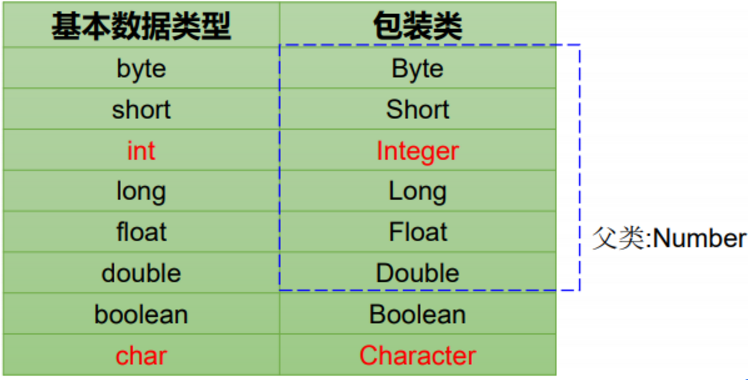 基本数据类型 包装类
byte Byte
short Short
int Integer
long Long
float Float
父类:Number
double Double
boolean Boolean
char Character